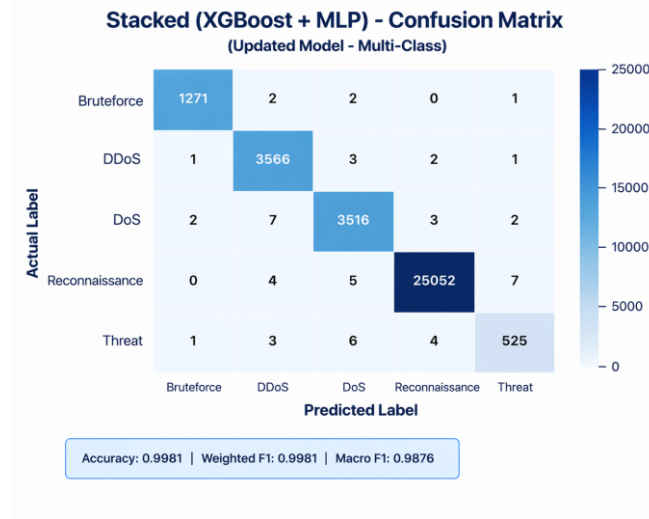 Stacked (XGBoost + MLP) - Confusion Matrix
(Updated Model - Multi-Class)
Actual Label
Bruteforce 1271 2 2 0 1
DDoS 1 3566 3 2 1
DoS 2 7 3516 3 2
Reconnaissance 0 4 5 25052 7
Threat 1 3 6 4 525
Bruteforce DDoS DoS Reconnaissance Threat
Predicted Label
25000
20000
15000
10000
5000
0
Accuracy: 0.9981 | Weighted F1: 0.9981 | Macro F1: 0.9876